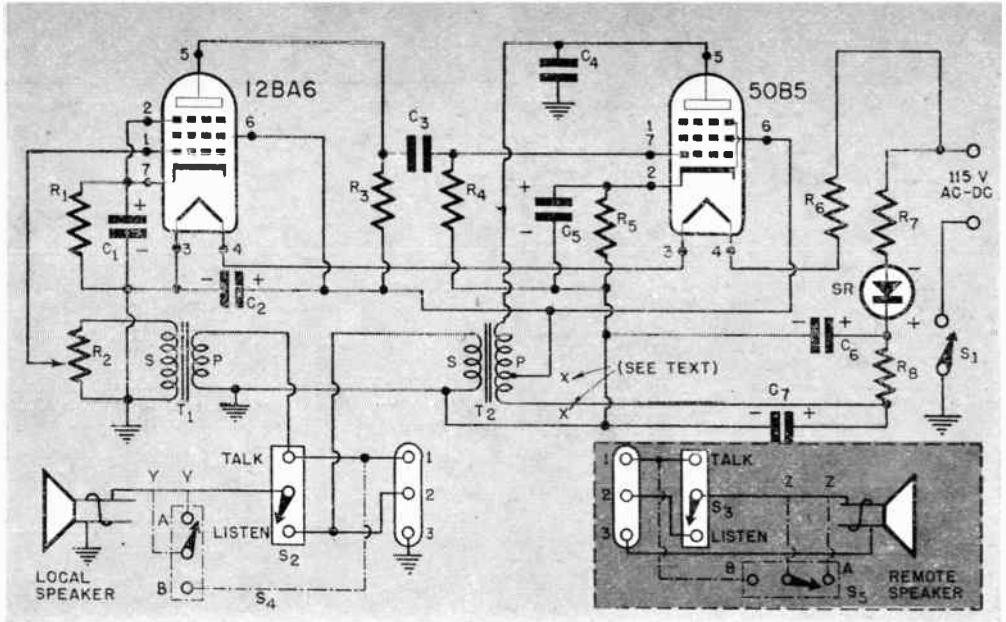 5
12BA6
2
1
7
6
R1
C1
+
−
3
4
− +
C2
R2
S
P
T1
R3
C3
R4
C4
5
50B5
1
7
2
6
+
−
C5
R5
3
4
R6
R7
115 V
AC-DC
−
SR
+
− +
C6
S1
R8
S
P
T2
X
(SEE TEXT)
X
C7
− +
TALK
LISTEN
S2
1
2
3
Y Y
A
B
S4
LOCAL
SPEAKER
1
2
3
TALK
S3
LISTEN
Z Z
B
A
S5
REMOTE
SPEAKER